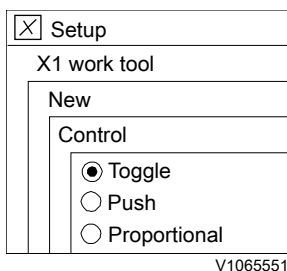 X Setup
X1 work tool
New
Control
Toggle
Push
Proportional
V1065551